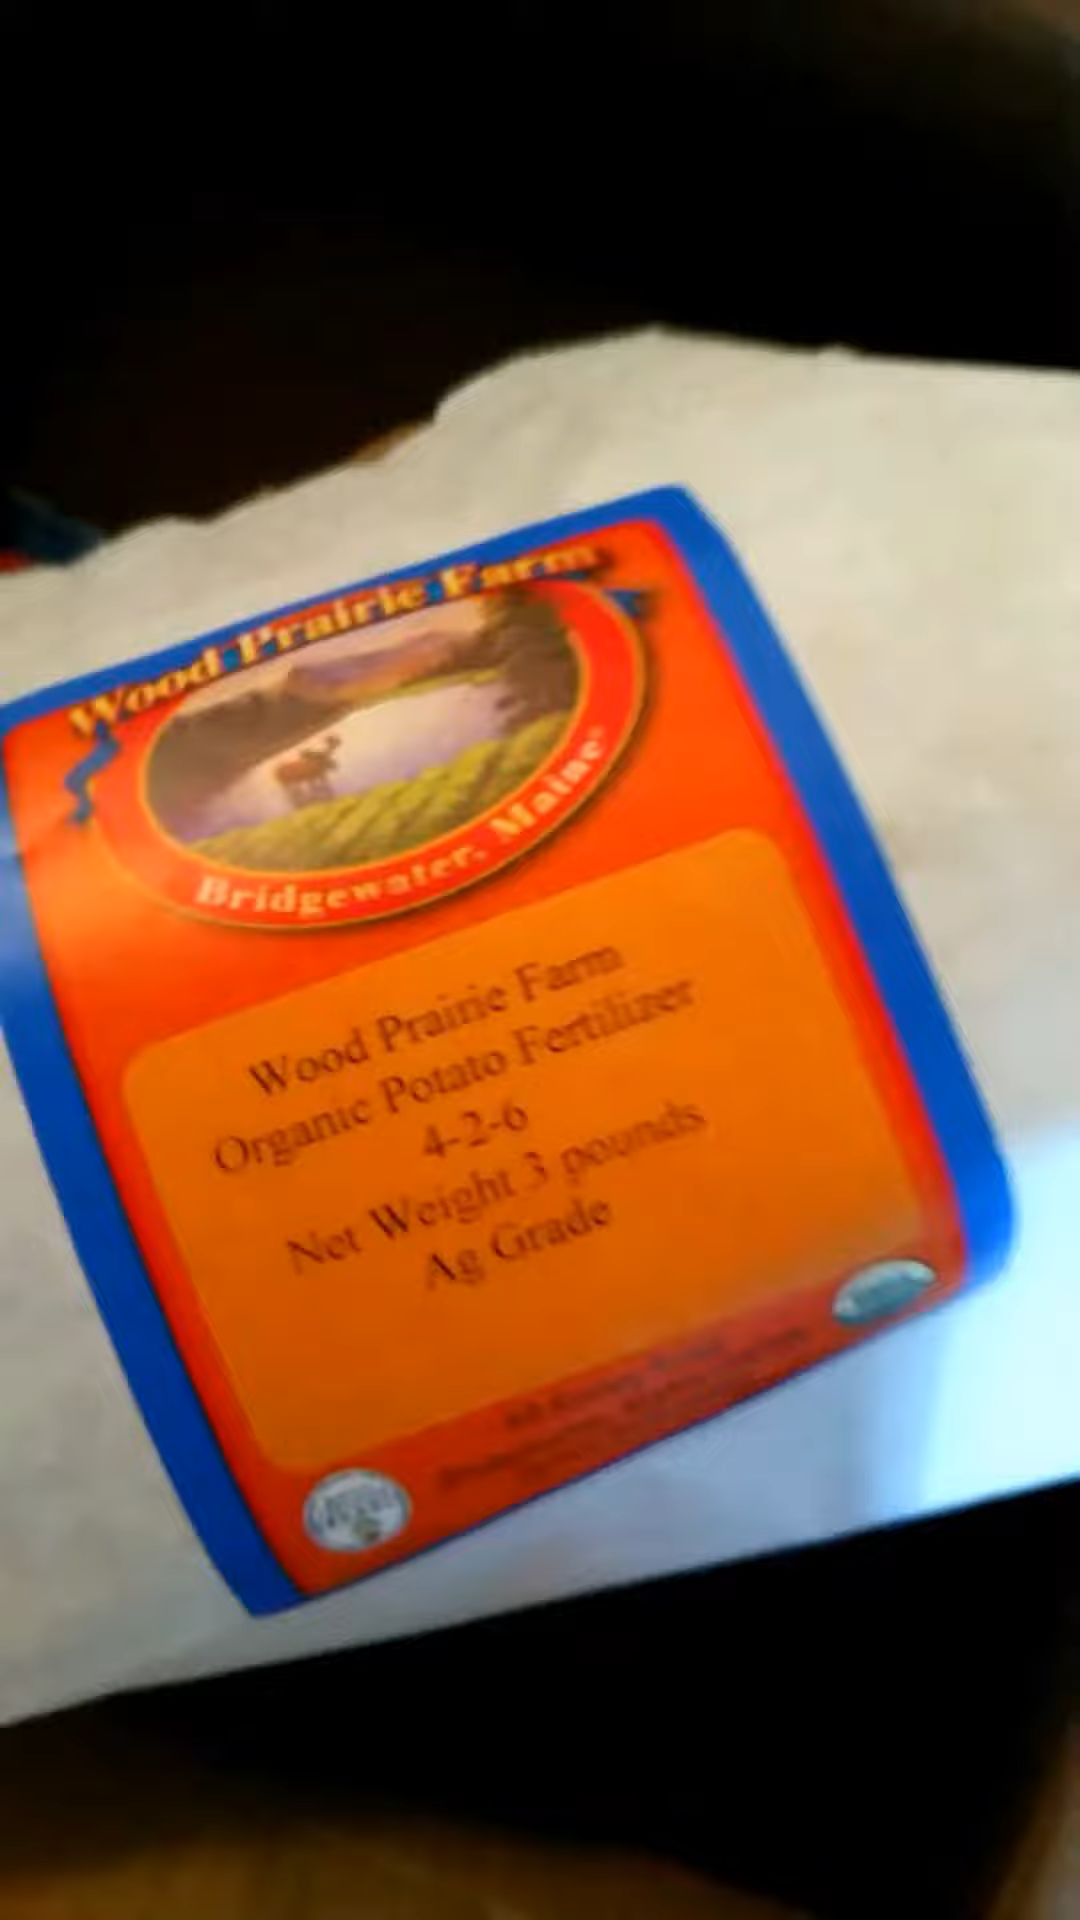 Wood Prairie Farm
Bridgewater, Maine
Wood Prairie Farm
Organic Potato Fertilizer
4-2-6
Net Weight 3 pounds
Ag Grade